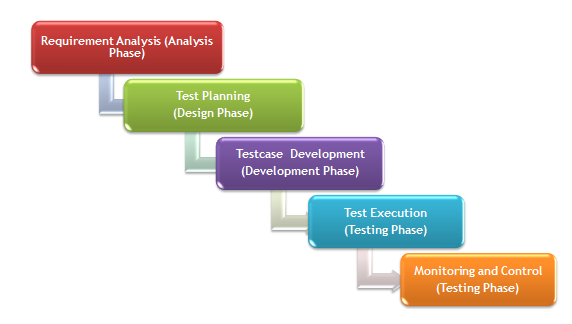 Requirement Analysis (Analysis
Phase)
Test Planning
(Design Phase)
Testcase Development
(Development Phase)
Test Execution
(Testing Phase)
Monitoring and Control
(Testing Phase)